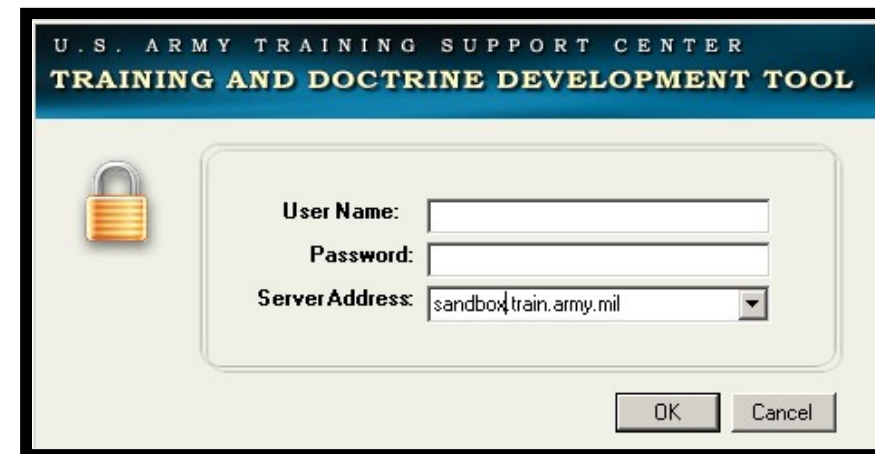 U.S. ARMY TRAINING SUPPORT CENTER
TRAINING AND DOCTRINE DEVELOPMENT TOOL
User Name:
Password:
Server Address: sandbox.train.army.mil
OK Cancel